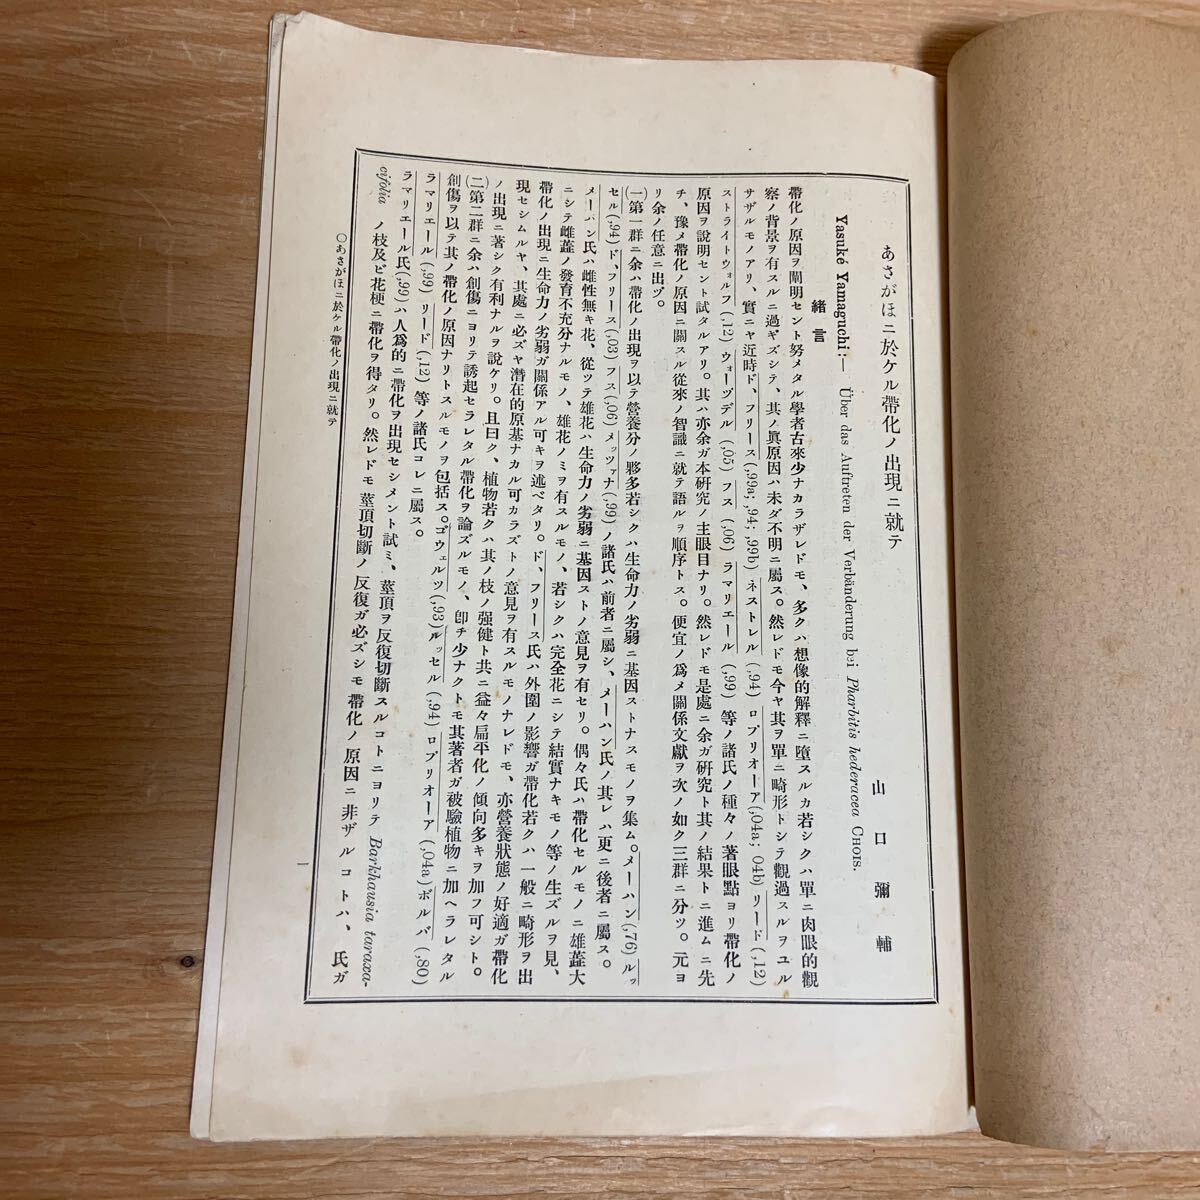 あさがほニ於ケル帶化ノ出現ニ就テ
山口彌輔
Yasuké Yamaguchi:— Über das Auftreten der Verbänderung bei Pharbitis hederacea CHOIS.
緒言
帶化ノ原因ヲ闡明セント努メタル學者古來少ナカラザレドモ、多クハ想像的解釋ニ墮スルカ若シクハ單ニ肉眼的觀
察ノ背景ヲ有スルニ過ギズシテ、其ノ眞原因ハ未ダ不明ニ屬ス。然レドモ今ヤ其ヲ單ニ畸形トシテ觀過スルヲユル
サザルモノアリ、實ニヤ近時ド、フリース(,99a; ,94; ,99b) ネストレル (,94) ロプリオーア(,04a; 04b) リード(,12)
ストライトウォルフ(,12) ウォーヴデル (,05) フス (,06) ラマリエール (,99) 等ノ諸氏ノ種々ノ著眼點ヨリ帶化ノ
原因ヲ說明セント試タルアリ。其ハ亦余ガ本硏究ノ主眼目ナリ。然レドモ是處ニ余ガ硏究ト其ノ結果トニ進ムニ先
チ、豫メ帶化ノ原因ニ關スル從來ノ智識ニ就テ語ルヲ順序トス。便宜ノ爲メ關係文獻ヲ次ノ如ク三群ニ分ツ。元ヨ
リ余ノ任意ニ出ヅ。
(一)第一群ニ余ハ帶化ノ出現ヲ以テ營養分ノ夥多若シクハ生命力ノ劣弱ニ基因ストナスモノヲ集ム。メーハン(,76) ルッ
セル(,94) ド、フリース(,03) フス(,06) メッツァナ(,99) ノ諸氏ハ前者ニ屬シ、メーハン氏ノ其レハ更ニ後者ニ屬ス。
メーハン氏ハ雌性無キ花、從ツテ雄花ハ生命力ノ劣弱ニ基因ストノ意見ヲ有セリ。偶々氏ハ帶化セルモノニ雄蕋大
ニシテ雌蕋ノ發育不充分ナルモノ、雄花ノミヲ有スルモノ、若シクハ完全花ニシテ結實ナキモノ等ノ生ズルヲ見、
帶化ノ出現ニ生命力ノ劣弱ガ關係アル可キヲ述ベタリ。ド、フリース氏ハ外圍ノ影響ガ帶化若クハ一般ニ畸形ヲ出
現セシムルヤ、其處ニ必ズヤ潛在的原基ナカル可カラズトノ意見ヲ有スルモノナレドモ、亦營養狀態ノ好適ガ帶化
ノ出現ニ著シク有利ナルヲ說ケリ。且曰ク、植物若クハ其ノ枝ノ强健ト共ニ益々扁平化ノ傾向多キヲ加フ可シト。
(二)第二群ニ余ハ創傷ニヨリテ誘起セラレタル帶化ヲ論ズルモノ、卽チ少ナクトモ其著者ガ被驗植物ニ加ヘラレタル
創傷ヲ以テ其ノ帶化ノ原因ナリトスルモノヲ包括ス。ゴウェルツ(,93)ルッセル(,94) ロプリオーア(,04a)ボルバ(,80)
ラマリエール(,99) リード(,12) 等ノ諸氏コレニ屬ス。
ラマリエール氏(,99)ハ人爲的ニ帶化ヲ出現セシメント試ミ、莖頂ヲ反復切斷スルコトニヨリテ Barkhausia taraxa-
cifolia ノ枝及ビ花梗ニ帶化ヲ得タリ。然レドモ莖頂切斷ノ反復ガ必ズシモ帶化ノ原因ニ非ザルコトハ、氏ガ
○あさがほニ於ケル帶化ノ出現ニ就テ
一